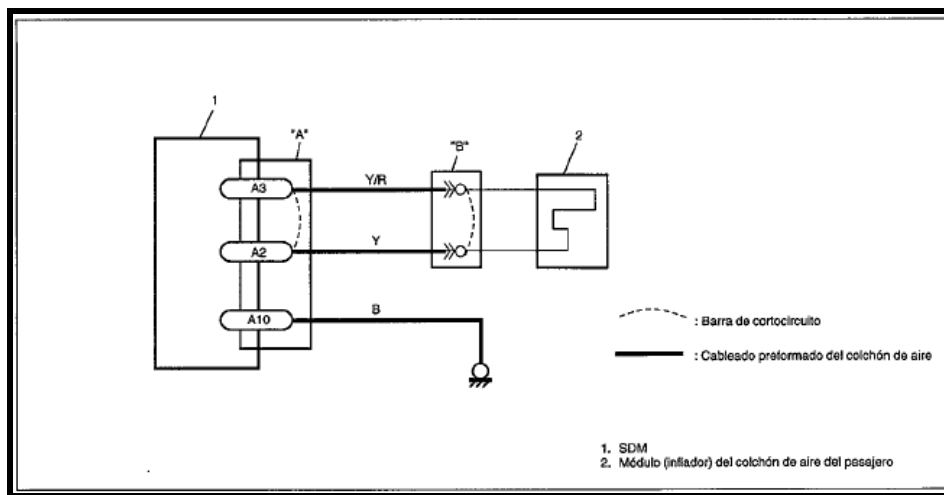 1
"A"
"B"
2
A3
Y/R
A2
Y
A10
B
: Barra de cortocircuito
: Cableado preformado del colchón de aire
1. SDM
2. Módulo (inflador) del colchón de aire del pasajero